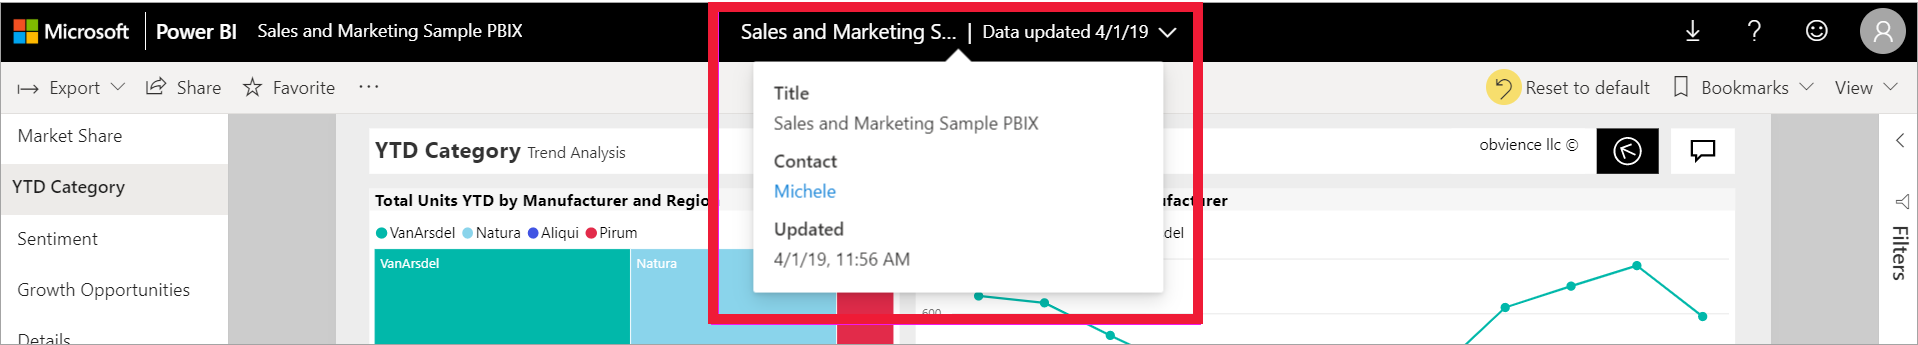 Microsoft Power BI Sales and Marketing Sample PBIX Sales and Marketing S... | Data updated 4/1/19 ?
Export Share Favorite ... Reset to default Bookmarks View
Title
Sales and Marketing Sample PBIX
Contact
Michele
Updated
4/1/19, 11:56 AM
Market Share
YTD Category
Sentiment
Growth Opportunities
Details
YTD Category Trend Analysis
obvience llc ©
Total Units YTD by Manufacturer and Regio
VanArsdel Natura Aliqui Pirum
VanArsdel Natura
ufacturer
del
600
Filters